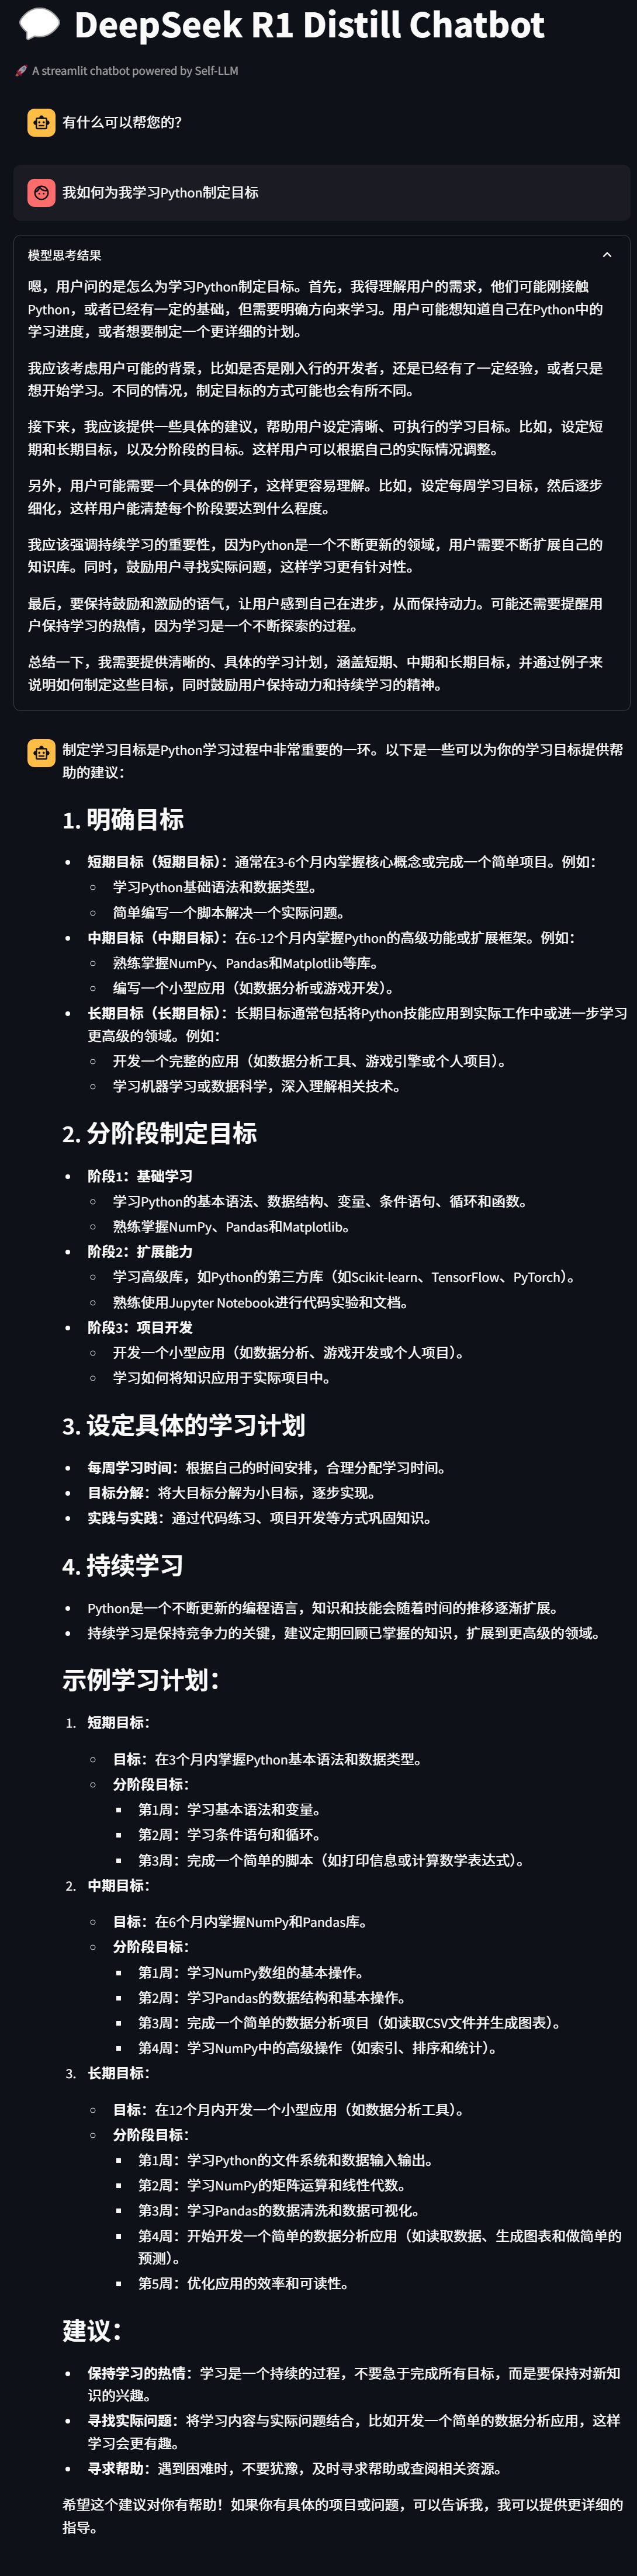 DeepSeek R1 Distill Chatbot
A streamlit chatbot powered by Self-LLM
有什么可以帮您的？
我如何为我学习Python制定目标
模型思考结果
嗯，用户问的是怎么为学习Python制定目标。首先，我得理解用户的需求，他们可能刚接触
Python，或者已经有一定的基础，但需要明确方向来学习。用户可能想知道自己在Python中的
学习进度，或者想要制定一个更详细的计划。
我应该考虑用户可能的背景，比如是否是刚入行的开发者，还是已经有了一定经验，或者只是
想开始学习。不同的情况，制定目标的方式可能也会有所不同。
接下来，我应该提供一些具体的建议，帮助用户设定清晰、可执行的学习目标。比如，设定短
期和长期目标，以及分阶段的目标。这样用户可以根据自己的实际情况调整。
另外，用户可能需要一个具体的例子，这样更容易理解。比如，设定每周学习目标，然后逐步
细化，这样用户能清楚每个阶段要达到什么程度。
我应该强调持续学习的重要性，因为Python是一个不断更新的领域，用户需要不断扩展自己的
知识库。同时，鼓励用户寻找实际问题，这样学习更有针对性。
最后，要保持鼓励和激励的语气，让用户感到自己在进步，从而保持动力。可能还需要提醒用
户保持学习的热情，因为学习是一个不断探索的过程。
总结一下，我需要提供清晰的、具体的学习计划，涵盖短期、中期和长期目标，并通过例子来
说明如何制定这些目标，同时鼓励用户保持动力和持续学习的精神。
制定学习目标是Python学习过程中非常重要的一环。以下是一些可以为你的学习目标提供帮
助的建议：
1. 明确目标
• 短期目标（短期目标）：通常在3-6个月内掌握核心概念或完成一个简单项目。例如：
◦ 学习Python基础语法和数据类型。
◦ 简单编写一个脚本解决一个实际问题。
• 中期目标（中期目标）：在6-12个月内掌握Python的高级功能或扩展框架。例如：
◦ 熟练掌握NumPy、Pandas和Matplotlib等库。
◦ 编写一个小型应用（如数据分析或游戏开发）。
• 长期目标（长期目标）：长期目标通常包括将Python技能应用到实际工作中或进一步学习
更高级的领域。例如：
◦ 开发一个完整的应用（如数据分析工具、游戏引擎或个人项目）。
◦ 学习机器学习或数据科学，深入理解相关技术。
2. 分阶段制定目标
• 阶段1：基础学习
◦ 学习Python的基本语法、数据结构、变量、条件语句、循环和函数。
◦ 熟练掌握NumPy、Pandas和Matplotlib。
• 阶段2：扩展能力
◦ 学习高级库，如Python的第三方库（如Scikit-learn、TensorFlow、PyTorch）。
◦ 熟练使用Jupyter Notebook进行代码实验和文档。
• 阶段3：项目开发
◦ 开发一个小型应用（如数据分析、游戏开发或个人项目）。
◦ 学习如何将知识应用于实际项目中。
3. 设定具体的学习计划
• 每周学习时间：根据自己的时间安排，合理分配学习时间。
• 目标分解：将大目标分解为小目标，逐步实现。
• 实践与实践：通过代码练习、项目开发等方式巩固知识。
4. 持续学习
• Python是一个不断更新的编程语言，知识和技能会随着时间的推移逐渐扩展。
• 持续学习是保持竞争力的关键，建议定期回顾已掌握的知识，扩展到更高级的领域。
示例学习计划：
1. 短期目标：
◦ 目标：在3个月内掌握Python基本语法和数据类型。
◦ 分阶段目标：
▪ 第1周：学习基本语法和变量。
▪ 第2周：学习条件语句和循环。
▪ 第3周：完成一个简单的脚本（如打印信息或计算数学表达式）。
2. 中期目标：
◦ 目标：在6个月内掌握NumPy和Pandas库。
◦ 分阶段目标：
▪ 第1周：学习NumPy数组的基本操作。
▪ 第2周：学习Pandas的数据结构和基本操作。
▪ 第3周：完成一个简单的数据分析项目（如读取CSV文件并生成图表）。
▪ 第4周：学习NumPy中的高级操作（如索引、排序和统计）。
3. 长期目标：
◦ 目标：在12个月内开发一个小型应用（如数据分析工具）。
◦ 分阶段目标：
▪ 第1周：学习Python的文件系统和数据输入输出。
▪ 第2周：学习NumPy的矩阵运算和线性代数。
▪ 第3周：学习Pandas的数据清洗和数据可视化。
▪ 第4周：开始开发一个简单的数据分析应用（如读取数据、生成图表和做简单的
预测）。
▪ 第5周：优化应用的效率和可读性。
建议：
• 保持学习的热情：学习是一个持续的过程，不要急于完成所有目标，而是要保持对新知
识的兴趣。
• 寻找实际问题：将学习内容与实际问题结合，比如开发一个简单的数据分析应用，这样
学习会更有趣。
• 寻求帮助：遇到困难时，不要犹豫，及时寻求帮助或查阅相关资源。
希望这个建议对你有帮助！如果你有具体的项目或问题，可以告诉我，我可以提供更详细的
指导。